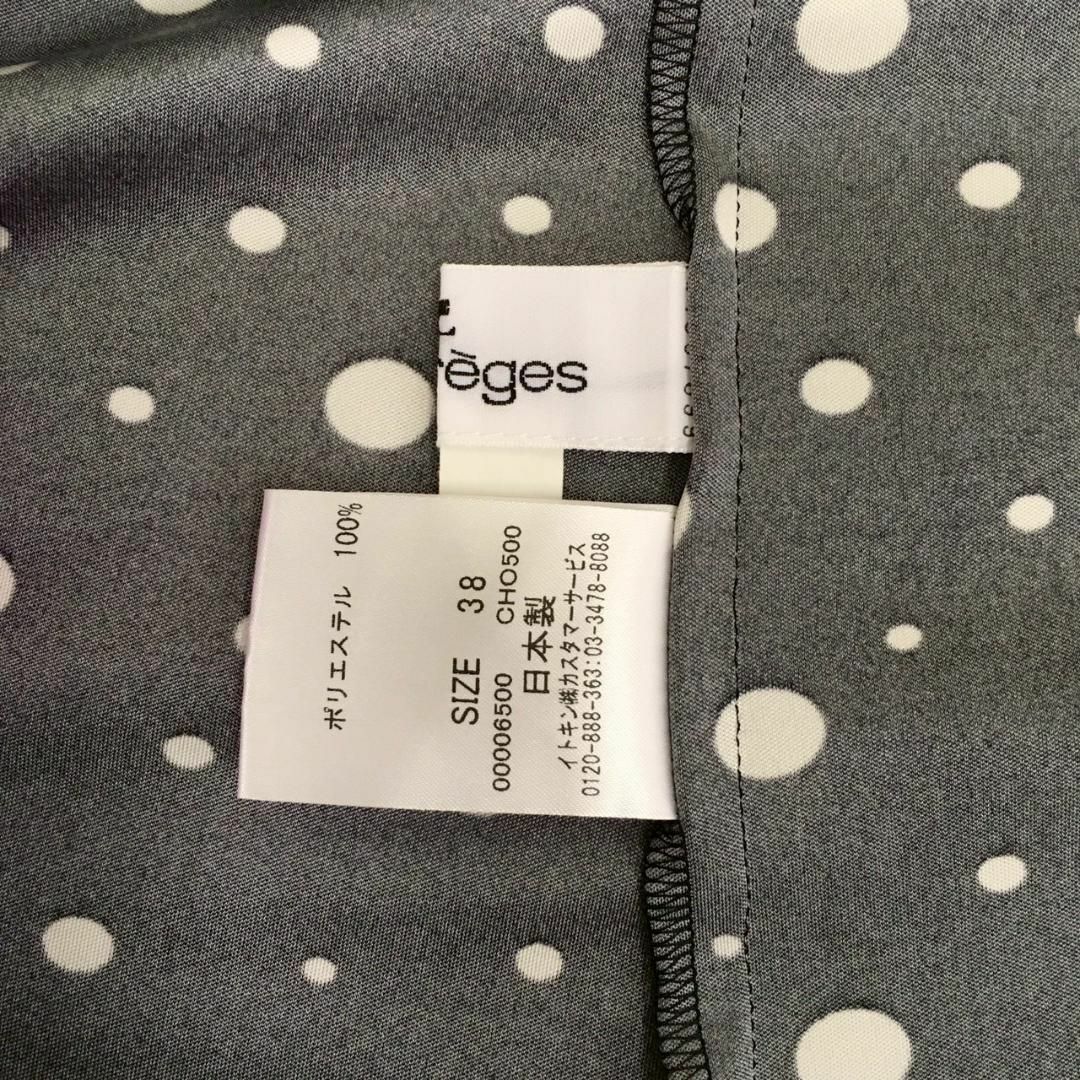 règes
ポリエステル 100%
SIZE 38
00006500 CHO500
日本製
イトキン㈱カスタマーサービス
0120-888-363:03-3478-8088